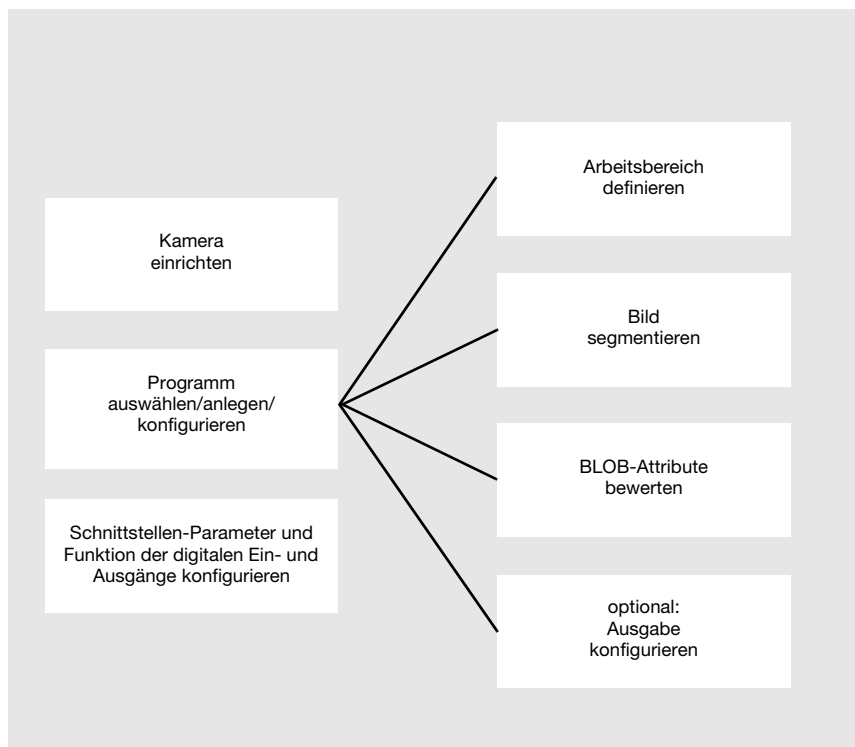 Kamera
einrichten
Programm
auswählen/anlegen/
konfigurieren
Schnittstellen-Parameter und
Funktion der digitalen Ein- und
Ausgänge konfigurieren
Arbeitsbereich
definieren
Bild
segmentieren
BLOB-Attribute
bewerten
optional:
Ausgabe
konfigurieren